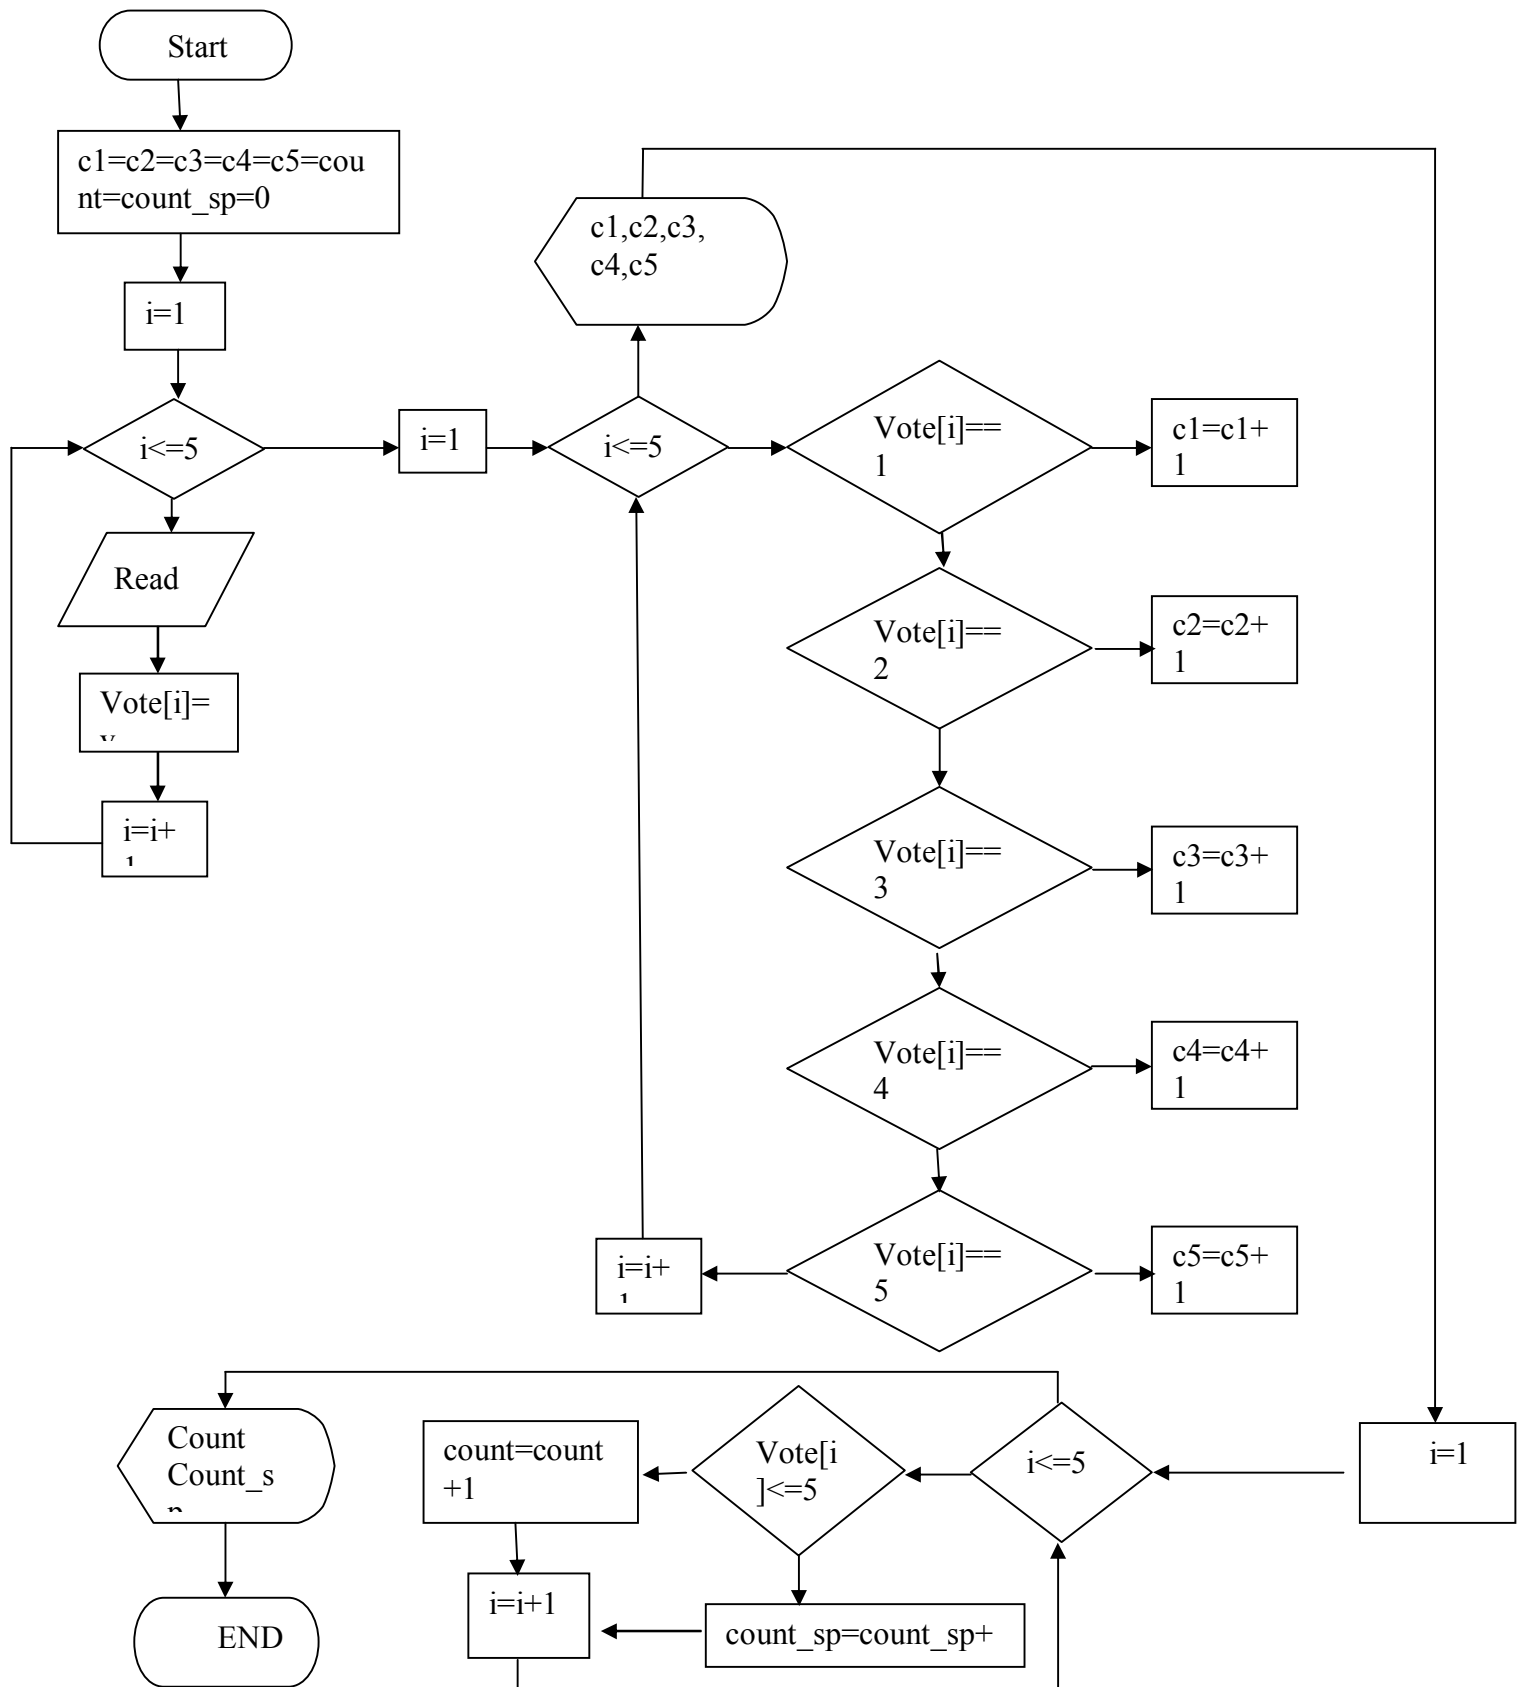 Start
c1=c2=c3=c4=c5=cou
nt=count_sp=0
i=1
i<=5
Read
Vote[i]=
i=i+
i=1
i<=5
c1,c2,c3,
c4,c5
Vote[i]==
1
c1=c1+
1
Vote[i]==
2
c2=c2+
1
Vote[i]==
3
c3=c3+
1
Vote[i]==
4
c4=c4+
1
Vote[i]==
5
c5=c5+
1
i=i+
i=1
i<=5
Vote[i
]<=5
count=count
+1
count_sp=count_sp+
i=i+1
Count
Count_s
END